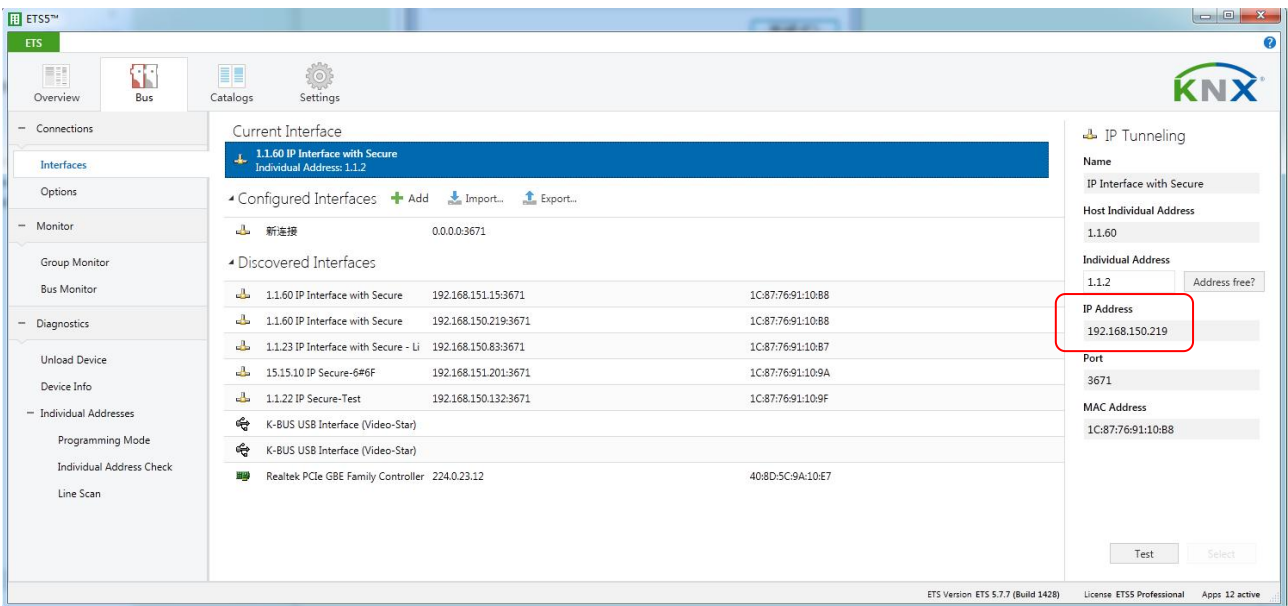 ETS5™
ETS
Overview
Bus
Catalogs
Settings
KNX®
Connections
Interfaces
Options
Monitor
Group Monitor
Bus Monitor
Diagnostics
Unload Device
Device Info
Individual Addresses
Programming Mode
Individual Address Check
Line Scan
Current Interface
1.1.60 IP Interface with Secure
Individual Address: 1.1.2
Configured Interfaces Add Import... Export...
新连接 0.0.0.0:3671
Discovered Interfaces
1.1.60 IP Interface with Secure 192.168.151.15:3671 1C:87:76:91:10:B8
1.1.60 IP Interface with Secure 192.168.150.219:3671 1C:87:76:91:10:B8
1.1.23 IP Interface with Secure - Li 192.168.150.83:3671 1C:87:76:91:10:B7
15.15.10 IP Secure-6#6F 192.168.151.201:3671 1C:87:76:91:10:9A
1.1.22 IP Secure-Test 192.168.150.132:3671 1C:87:76:91:10:9F
K-BUS USB Interface (Video-Star)
K-BUS USB Interface (Video-Star)
Realtek PCIe GBE Family Controller 224.0.23.12 40:8D:5C:9A:10:E7
IP Tunneling
Name
IP Interface with Secure
Host Individual Address
1.1.60
Individual Address
1.1.2 Address free?
IP Address
192.168.150.219
Port
3671
MAC Address
1C:87:76:91:10:B8
Test Select
ETS Version ETS 5.7.7 (Build 1428) License ETS5 Professional Apps 12 active